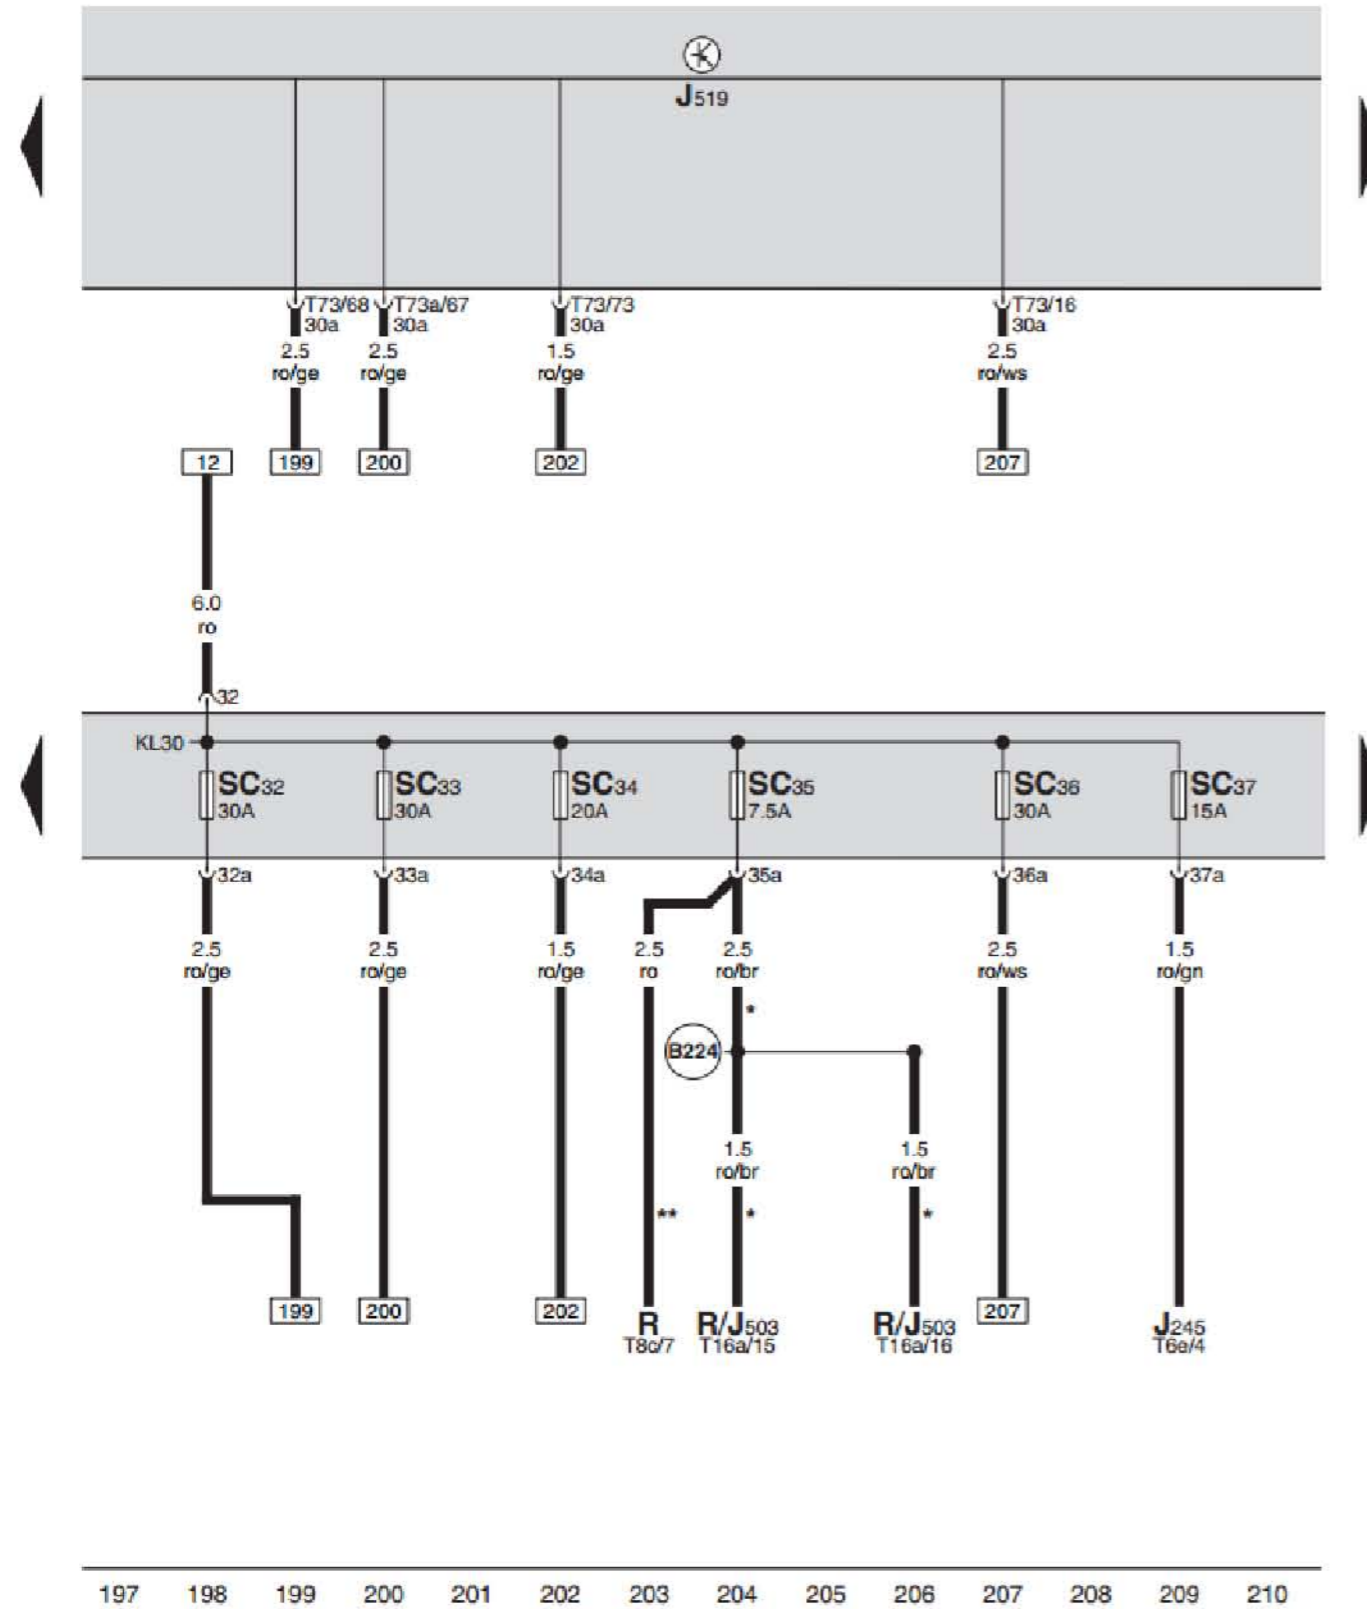 J519
T73/68 T73a/67 T73/73 T73/16
30a 30a 30a 30a
2.5 2.5 1.5 2.5
ro/ge ro/ge ro/ge ro/ws
12 199 200 202 207
6.0
ro
32
KL30
SC32 SC33 SC34 SC35 SC36 SC37
30A 30A 20A 7.5A 30A 15A
32a 33a 34a 35a 36a 37a
2.5 2.5 1.5 2.5 2.5 2.5 1.5
ro/ge ro/ge ro/ge ro ro/br ro/ws ro/gn
*
B224
1.5 1.5
ro/br ro/br
** * *
199 200 202 R R/J503 R/J503 207 J245
T8c/7 T16a/15 T16a/16 T6e/4
197 198 199 200 201 202 203 204 205 206 207 208 209 210